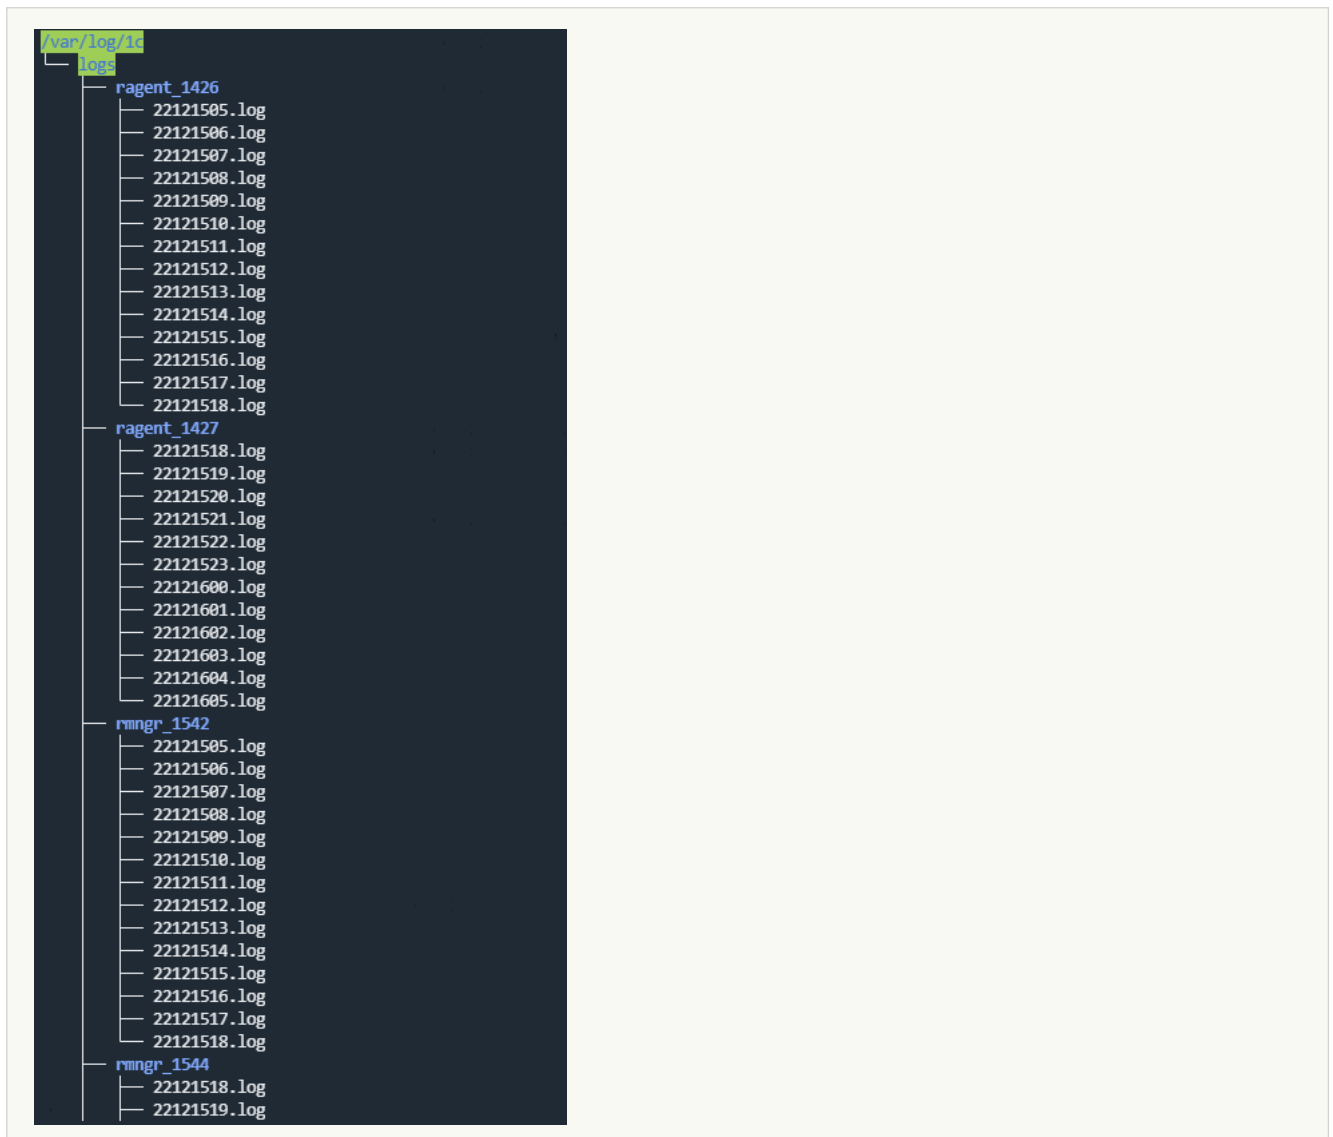 /var/log/1c
└── logs
├── ragent_1426
│   ├── 22121505.log
│   ├── 22121506.log
│   ├── 22121507.log
│   ├── 22121508.log
│   ├── 22121509.log
│   ├── 22121510.log
│   ├── 22121511.log
│   ├── 22121512.log
│   ├── 22121513.log
│   ├── 22121514.log
│   ├── 22121515.log
│   ├── 22121516.log
│   ├── 22121517.log
│   └── 22121518.log
├── ragent_1427
│   ├── 22121518.log
│   ├── 22121519.log
│   ├── 22121520.log
│   ├── 22121521.log
│   ├── 22121522.log
│   ├── 22121523.log
│   ├── 22121600.log
│   ├── 22121601.log
│   ├── 22121602.log
│   ├── 22121603.log
│   ├── 22121604.log
│   └── 22121605.log
├── rmngr_1542
│   ├── 22121505.log
│   ├── 22121506.log
│   ├── 22121507.log
│   ├── 22121508.log
│   ├── 22121509.log
│   ├── 22121510.log
│   ├── 22121511.log
│   ├── 22121512.log
│   ├── 22121513.log
│   ├── 22121514.log
│   ├── 22121515.log
│   ├── 22121516.log
│   ├── 22121517.log
│   └── 22121518.log
├── rmngr_1544
│   ├── 22121518.log
│   ├── 22121519.log